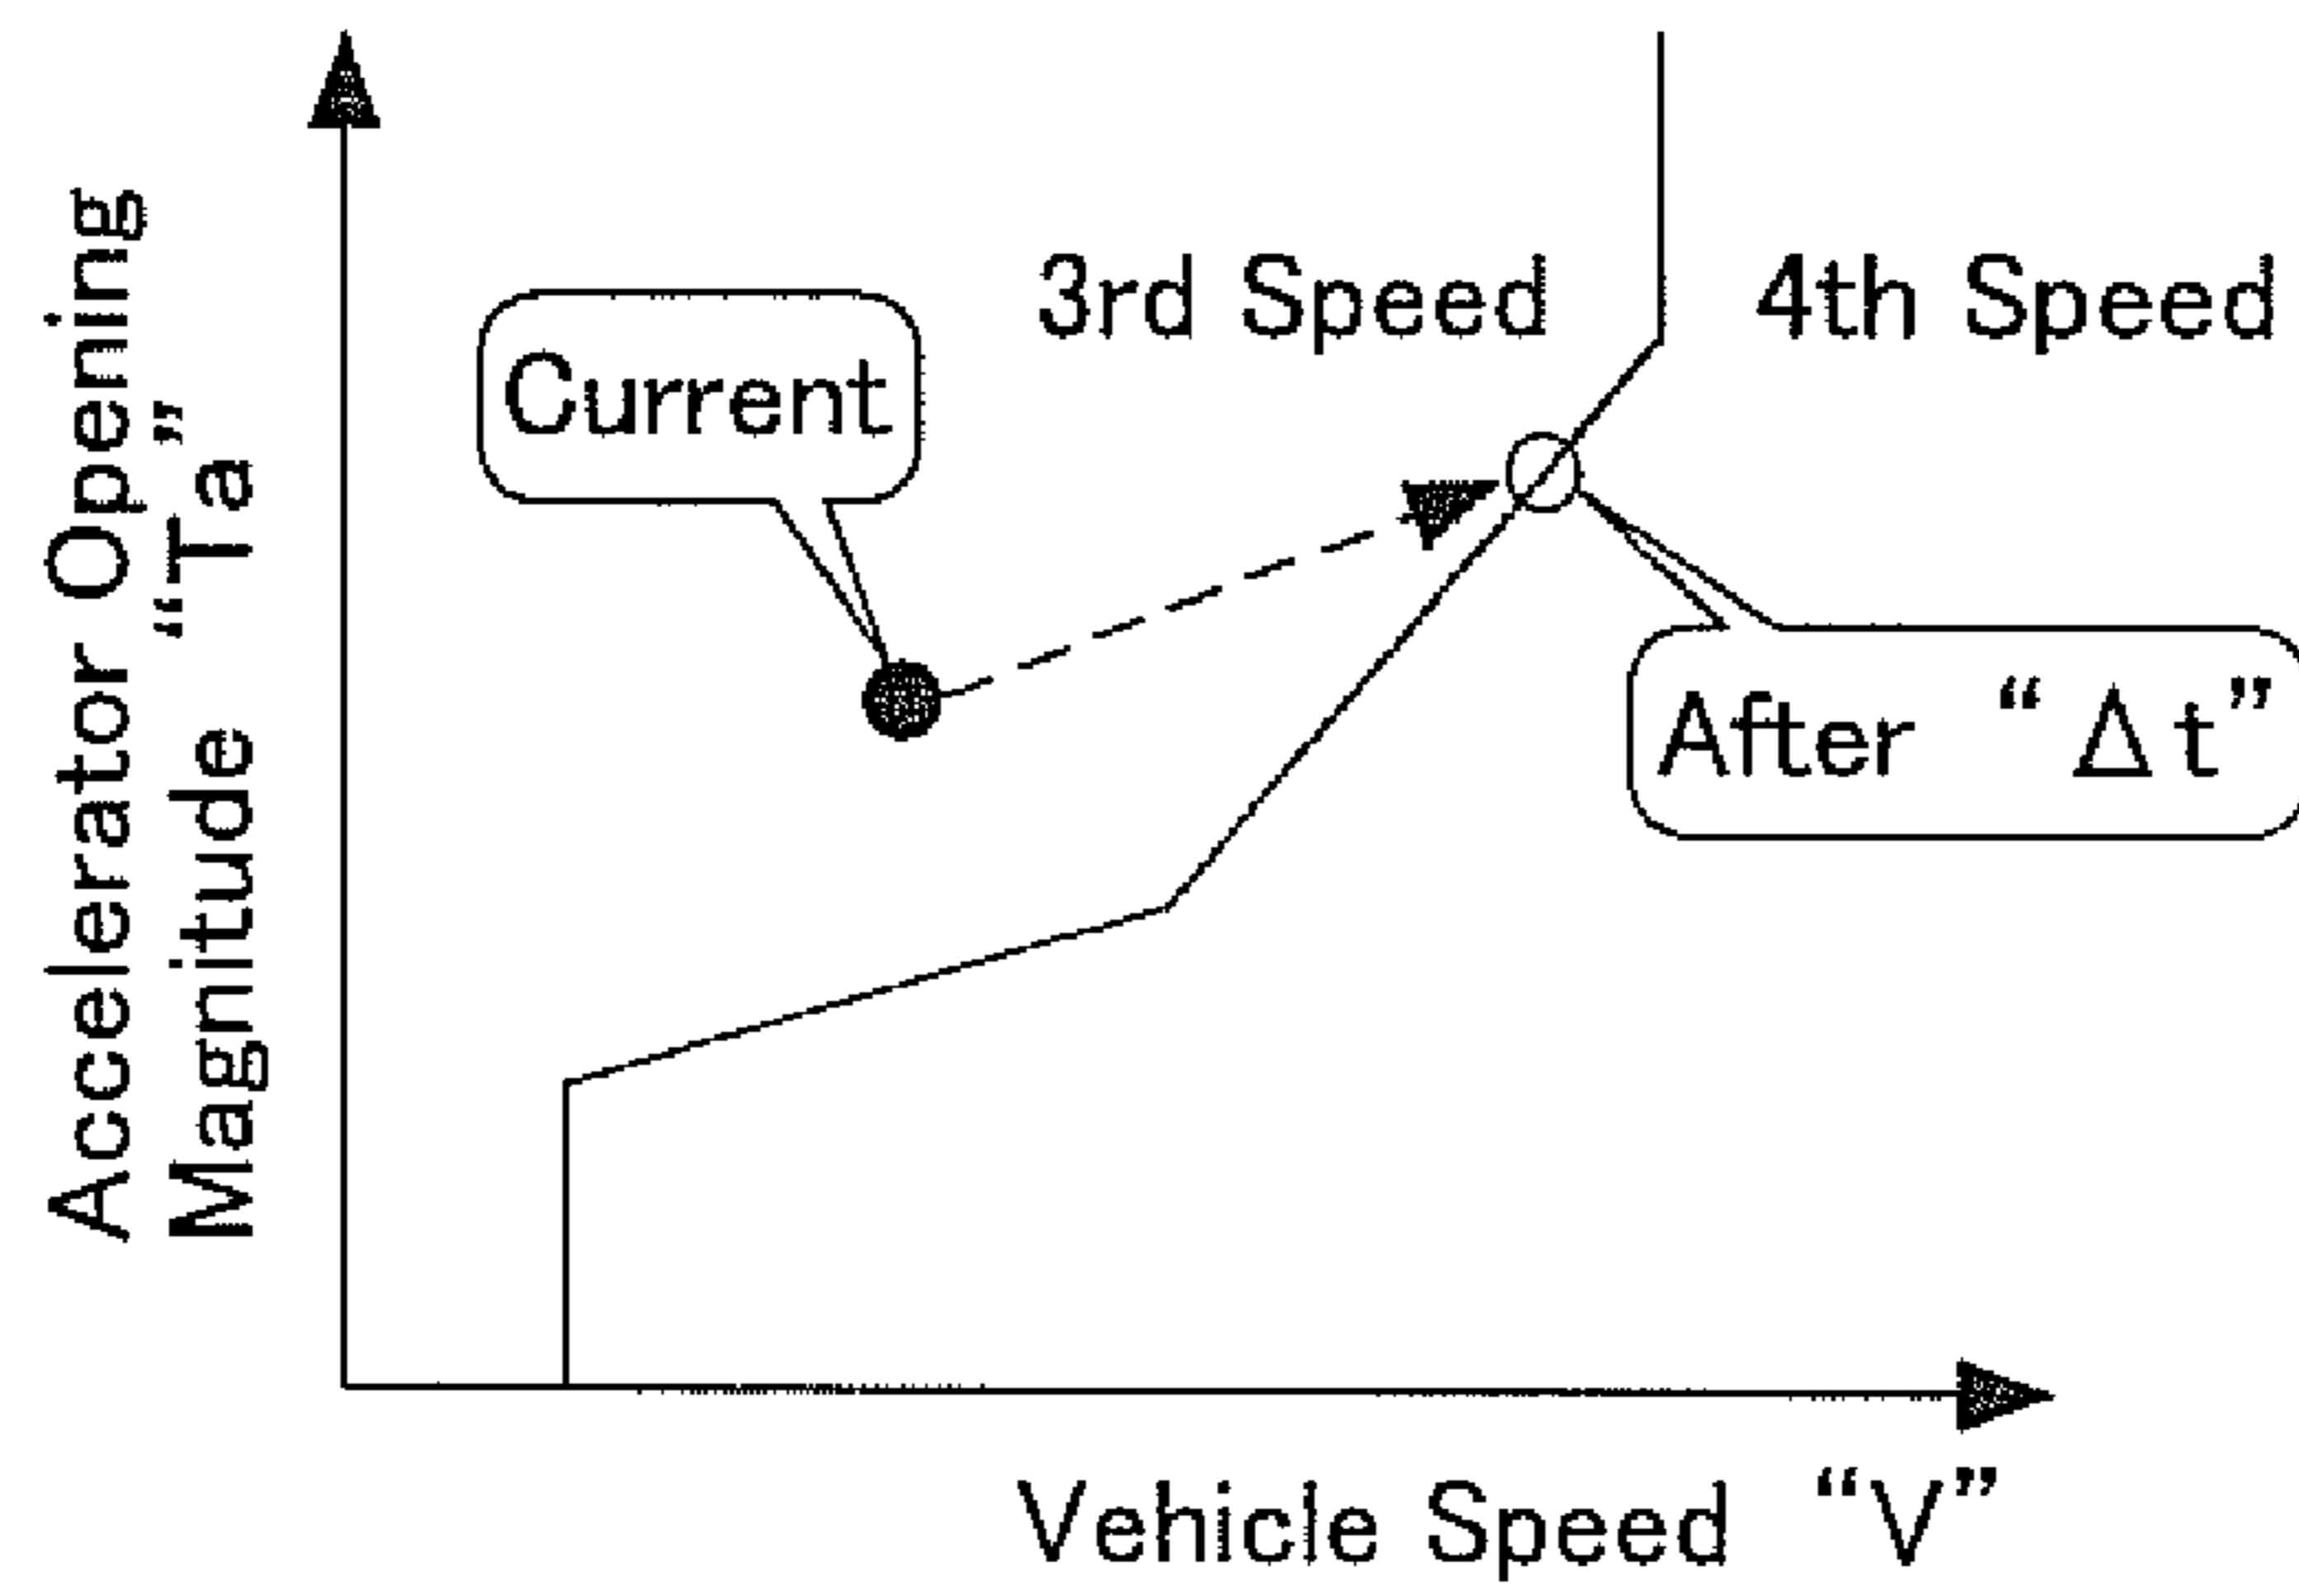 Accelerator Opening
Magnitude “Ta”
3rd Speed
4th Speed
Current
After “Δt”
Vehicle Speed “V”